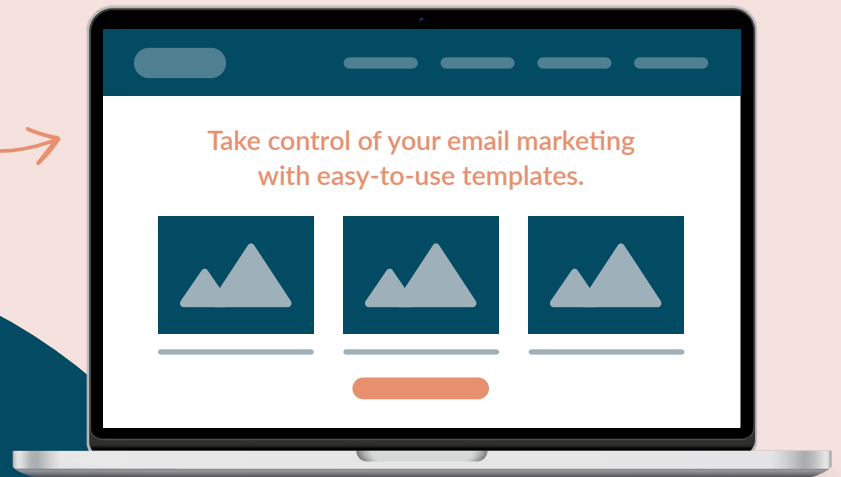 Take control of your email marketing
with easy-to-use templates.